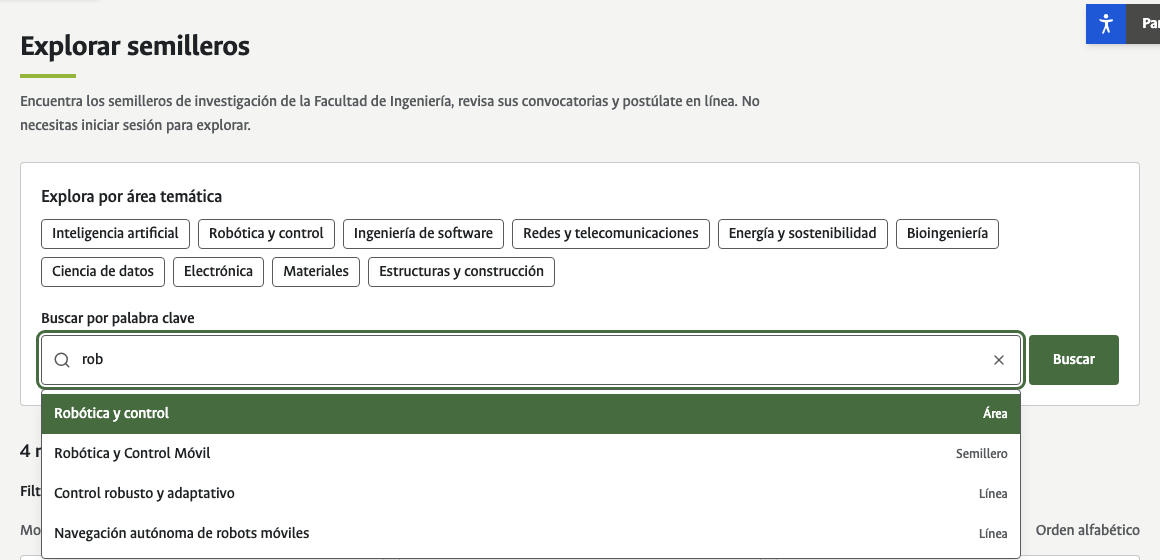 Explorar semilleros
Encuentra los semilleros de investigación de la Facultad de Ingeniería, revisa sus convocatorias y postúlate en línea. No
necesitas iniciar sesión para explorar.
Explora por área temática
Inteligencia artificial Robótica y control Ingeniería de software Redes y telecomunicaciones Energía y sostenibilidad Bioingeniería
Ciencia de datos Electrónica Materiales Estructuras y construcción
Buscar por palabra clave
rob Buscar
Robótica y control Área
Robótica y Control Móvil Semillero
Control robusto y adaptativo Línea
Navegación autónoma de robots móviles Línea
4
Orden alfabético